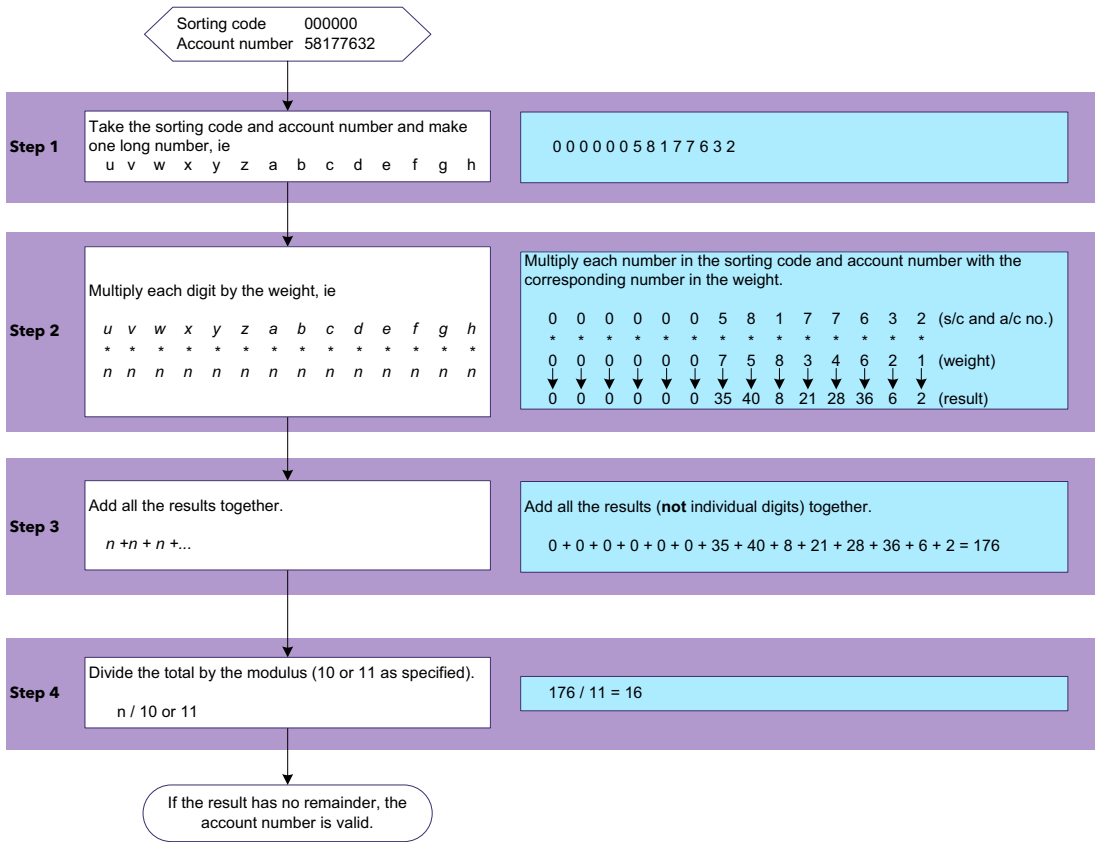 Sorting code 000000
Account number 58177632
Step 1
Take the sorting code and account number and make
one long number, ie
u v w x y z a b c d e f g h
0 0 0 0 0 0 5 8 1 7 7 6 3 2
Step 2
Multiply each digit by the weight, ie
u v w x y z a b c d e f g h
* * * * * * * * * * * * * *
n n n n n n n n n n n n n n
Multiply each number in the sorting code and account number with the
corresponding number in the weight.
0 0 0 0 0 0 5 8 1 7 7 6 3 2 (s/c and a/c no.)
* * * * * * * * * * * * * *
0 0 0 0 0 0 7 5 8 3 4 6 2 1 (weight)
0 0 0 0 0 0 35 40 8 21 28 36 6 2 (result)
Step 3
Add all the results together.
n +n + n +...
Add all the results (not individual digits) together.
0 + 0 + 0 + 0 + 0 + 0 + 35 + 40 + 8 + 21 + 28 + 36 + 6 + 2 = 176
Step 4
Divide the total by the modulus (10 or 11 as specified).
n / 10 or 11
176 / 11 = 16
If the result has no remainder, the
account number is valid.